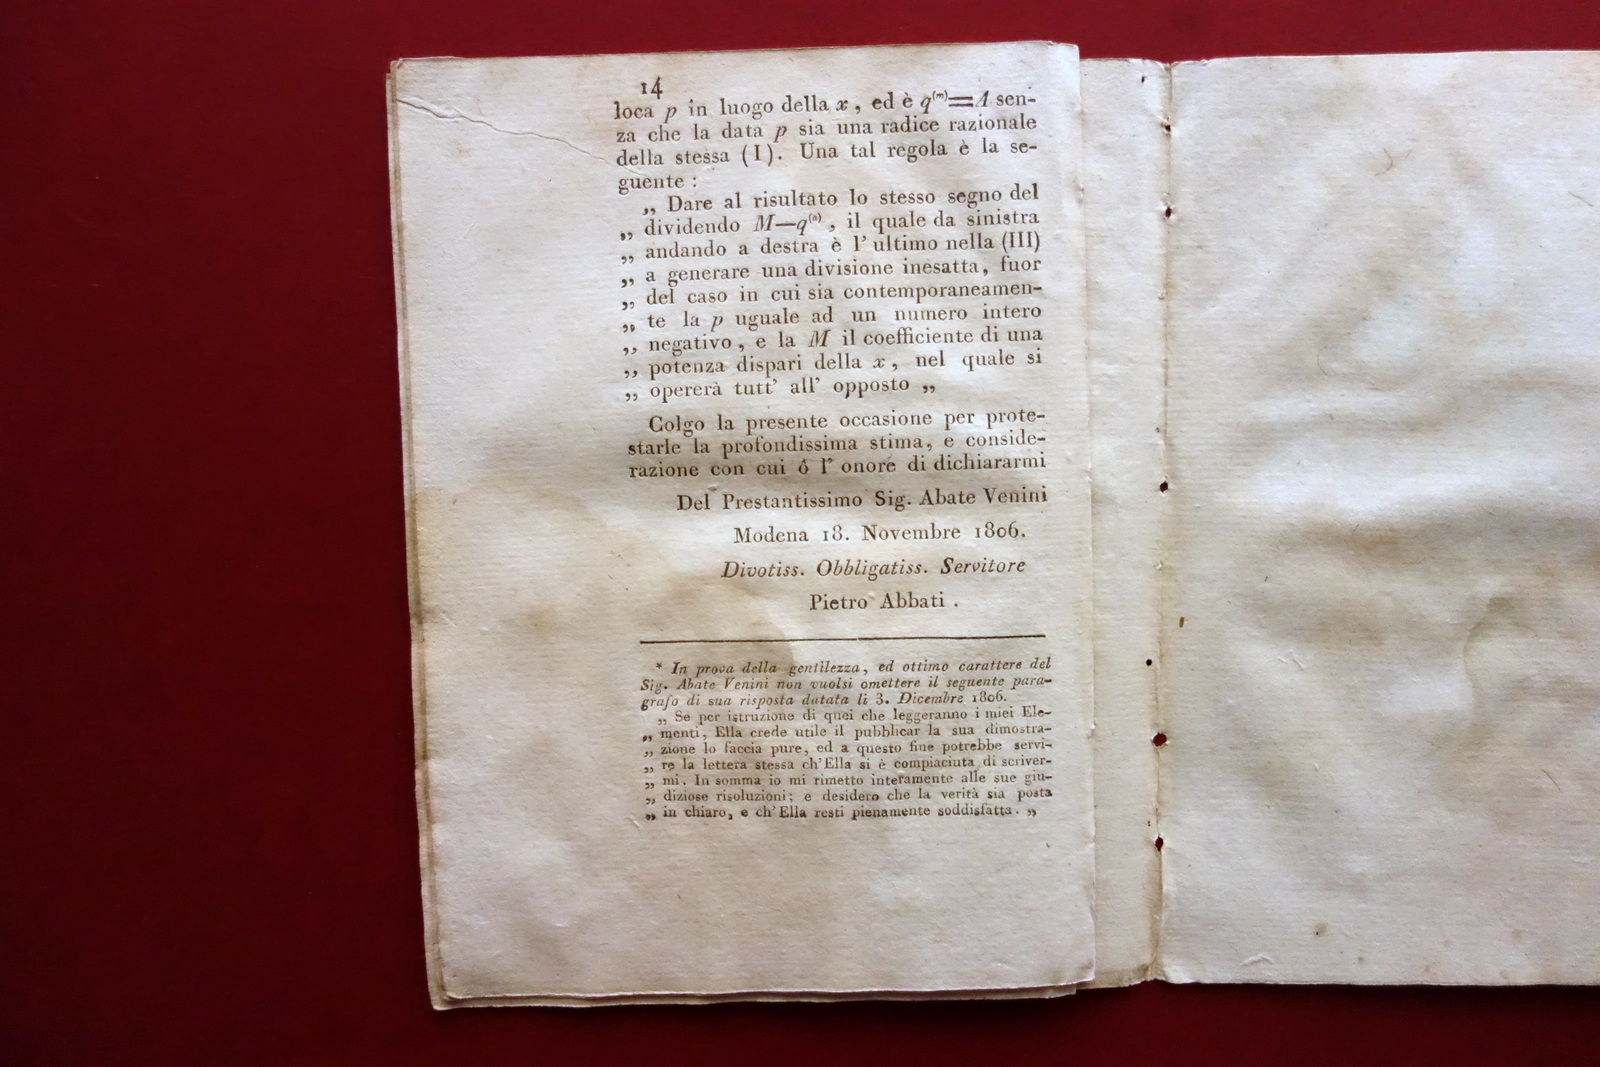 14
loca p in luogo della x, ed è q⁽ᵐ⁾=A sen-
za che la data p sia una radice razionale
della stessa (I). Una tal regola è la se-
guente :
„ Dare al risultato lo stesso segno del
„ dividendo M—q⁽ⁿ⁾, il quale da sinistra
„ andando a destra è l' ultimo nella (III)
„ a generare una divisione inesatta, fuor
„ del caso in cui sia contemporaneamen-
„ te la p uguale ad un numero intero
„ negativo, e la M il coefficiente di una
„ potenza dispari della x, nel quale si
„ opererà tutt' all' opposto „
Colgo la presente occasione per prote-
starle la profondissima stima, e conside-
razione con cui ó l' onore di dichiararmi
Del Prestantissimo Sig. Abate Venini
Modena 18. Novembre 1806.
Divotiss. Obbligatiss. Servitore
Pietro Abbati .
* In prova della gentilezza, ed ottimo carattere del
Sig. Abate Venini non vuolsi omettere il seguente para-
grafo di sua risposta datata li 3. Dicembre 1806.
„ Se per istruzione di quei che leggeranno i miei Ele-
„ menti, Ella crede utile il pubblicar la sua dimostra-
„ zione lo faccia pure, ed a questo fine potrebbe servi-
„ re la lettera stessa ch'Ella si è compiaciuta di scriver-
„ mi. In somma io mi rimetto interamente alle sue giu-
„ diziose risoluzioni; e desidero che la verità sia posta
„ in chiaro, e ch'Ella resti pienamente soddisfatta. „